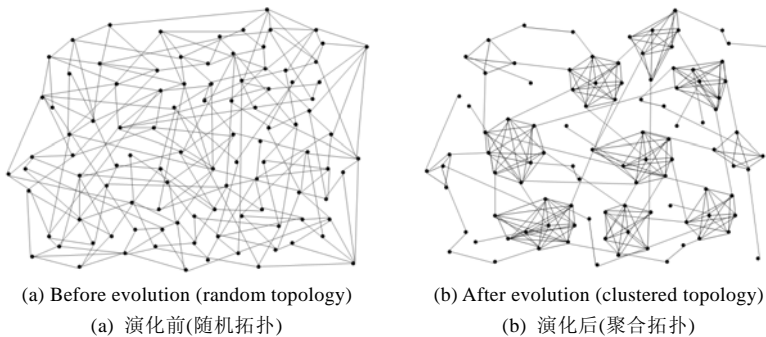 (a) Before evolution (random topology)
(a) 演化前(随机拓扑)
(b) After evolution (clustered topology)
(b) 演化后(聚合拓扑)